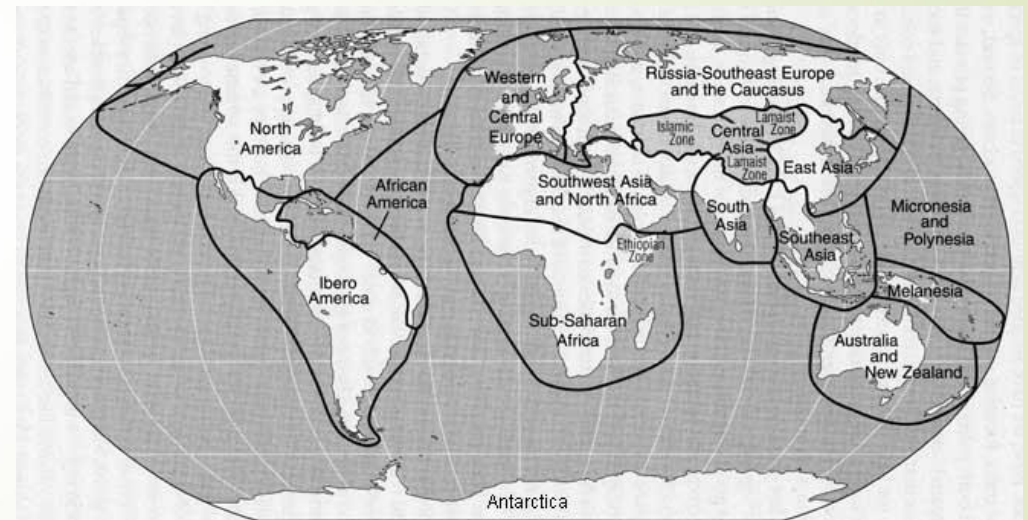 North
America
African
America
Ibero
America
Western
and
Central
Europe
Russia-Southeast Europe
and the Caucasus
Islamic
Zone
Central
Asia
Lamaist
Zone
Lamaist
Zone
East Asia
Southwest Asia
and North Africa
Ethiopian
Zone
Sub-Saharan
Africa
South
Asia
Southeast
Asia
Micronesia
and
Polynesia
Melanesia
Australia
and
New Zealand
Antarctica